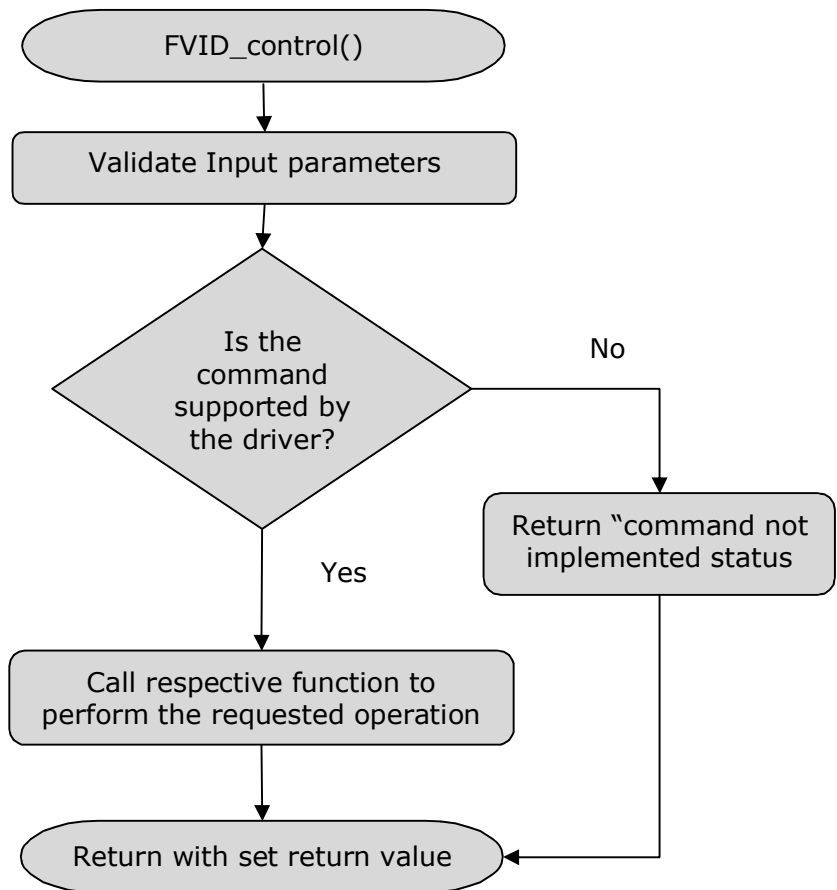 FVID_control()
Validate Input parameters
Is the
command
supported by
the driver?
No
Return “command not
implemented status
Yes
Call respective function to
perform the requested operation
Return with set return value